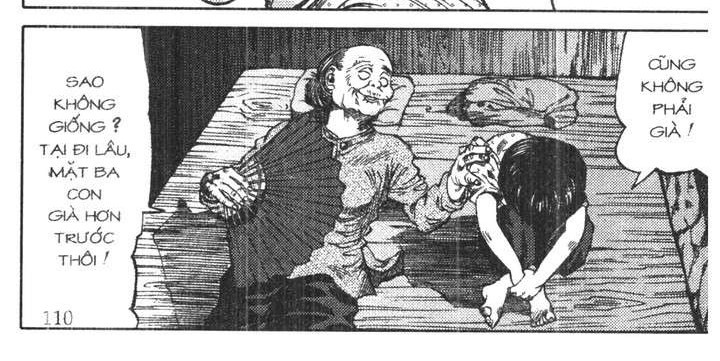 SAO
KHÔNG
GIỐNG ?
TẠI ĐI LÂU,
MẶT BA
CON
GIÀ HƠN
TRƯỚC
THÔI !
CŨNG
KHÔNG
PHẢI
GIÀ !
110